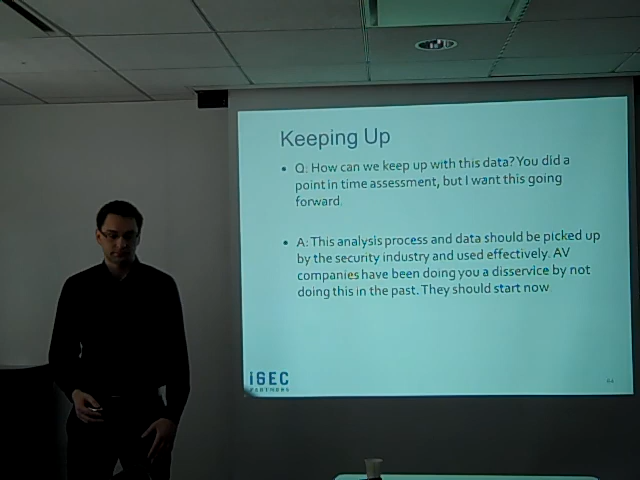 Keeping Up
• Q: How can we keep up with this data? You did a
point in time assessment, but I want this going
forward.
• A: This analysis process and data should be picked up
by the security industry and used effectively. AV
companies have been doing you a disservice by not
doing this in the past. They should start now
iSEC
PARTNERS
64